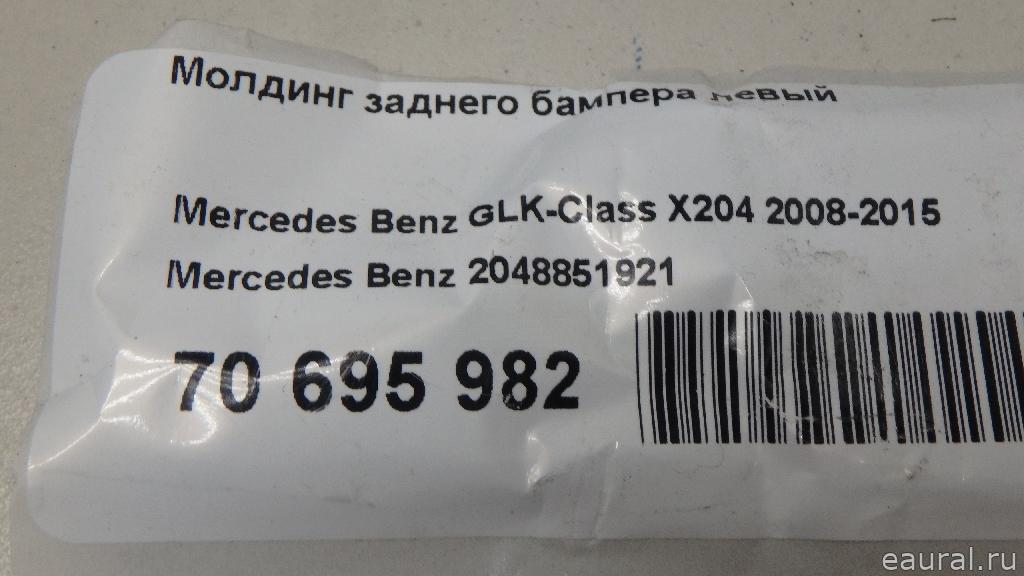 Молдинг заднего бампера левый
Mercedes Benz GLK-Class X204 2008-2015
Mercedes Benz 2048851921
70 695 982
eaural.ru